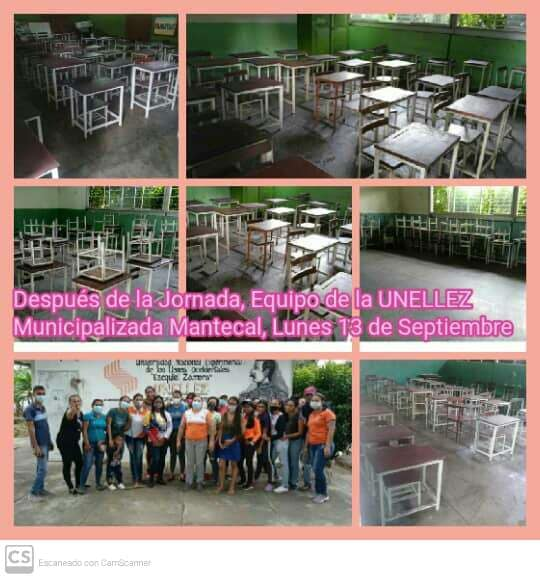 Después de la Jornada, Equipo de la UNELLEZ
Municipalizada Mantecal, Lunes 13 de Septiembre
Universidad Nacional Experimental
de los Llanos Occidentales
"Ezequiel Zamora"
CS Escaneado con CamScanner